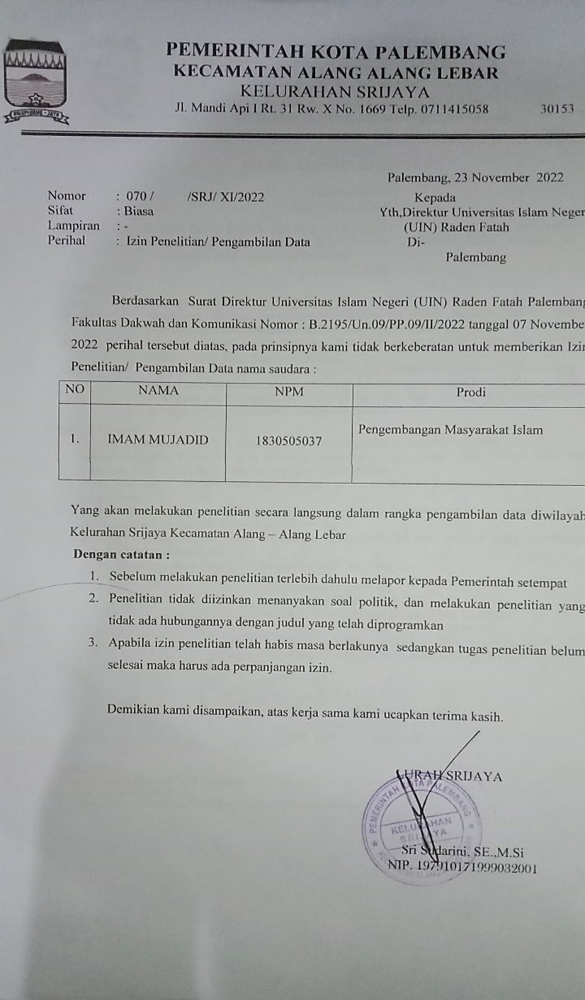 PEMERINTAH KOTA PALEMBANG
KECAMATAN ALANG ALANG LEBAR
KELURAHAN SRIJAYA
Jl. Mandi Api I Rt. 31 Rw. X No. 1669 Telp. 0711415058 30153
PALEMBANG - JAYA
Palembang, 23 November 2022
Nomor : 070 / /SRJ/ XI/2022
Sifat : Biasa
Lampiran : -
Perihal : Izin Penelitian/ Pengambilan Data
Kepada
Yth,Direktur Universitas Islam Neger
(UIN) Raden Fatah
Di-
Palembang
Berdasarkan Surat Direktur Universitas Islam Negeri (UIN) Raden Fatah Palembang
Fakultas Dakwah dan Komunikasi Nomor : B.2195/Un.09/PP.09/II/2022 tanggal 07 Novembe
2022 perihal tersebut diatas, pada prinsipnya kami tidak berkeberatan untuk memberikan Izin
Penelitian/ Pengambilan Data nama saudara :
NO NAMA NPM Prodi
1. IMAM MUJADID 1830505037 Pengembangan Masyarakat Islam
Yang akan melakukan penelitian secara langsung dalam rangka pengambilan data diwilayah
Kelurahan Srijaya Kecamatan Alang – Alang Lebar
Dengan catatan :
1. Sebelum melakukan penelitian terlebih dahulu melapor kepada Pemerintah setempat
2. Penelitian tidak diizinkan menanyakan soal politik, dan melakukan penelitian yang
tidak ada hubungannya dengan judul yang telah diprogramkan
3. Apabila izin penelitian telah habis masa berlakunya sedangkan tugas penelitian belum
selesai maka harus ada perpanjangan izin.
Demikian kami disampaikan, atas kerja sama kami ucapkan terima kasih.
LURAH SRIJAYA
PEMERINTAH KOTA PALEMBANG
KELURAHAN
SRIJAYA
Sri Sudarini, SE.,M.Si
NIP. 197910171999032001